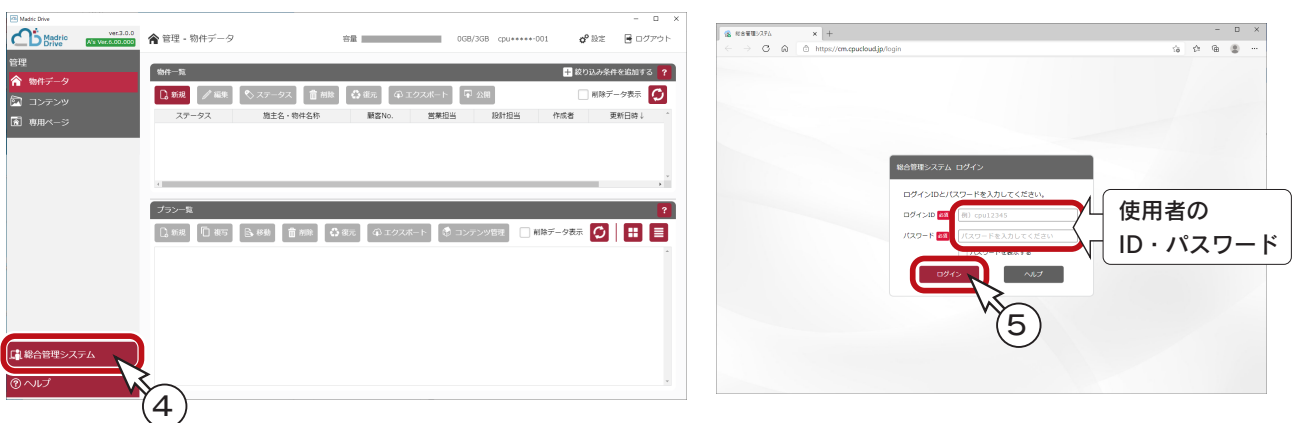 Madric Drive
Madric
Drive
ver.3.0.0
A's Ver.6.00.000
管理 - 物件データ
容量
0GB/3GB
cpu*****-001
設定
ログアウト
管理
物件データ
コンテンツ
専用ページ
物件一覧
絞り込み条件を追加する
?
新規
編集
ステータス
削除
復元
エクスポート
公開
削除データ表示
ステータス
施主名・物件名称
顧客No.
営業担当
設計担当
作成者
更新日時↓
プラン一覧
?
新規
複写
移動
削除
復元
エクスポート
コンテンツ管理
削除データ表示
総合管理システム
?ヘルプ
4
総合管理システム
https://cm.cpucloud.jp/login
総合管理システム ログイン
ログインIDとパスワードを入力してください。
ログインID 必須
例）cpu12345
パスワード 必須
パスワードを入力してください
パスワードを表示する
ログイン
ヘルプ
使用者の
ID・パスワード
5